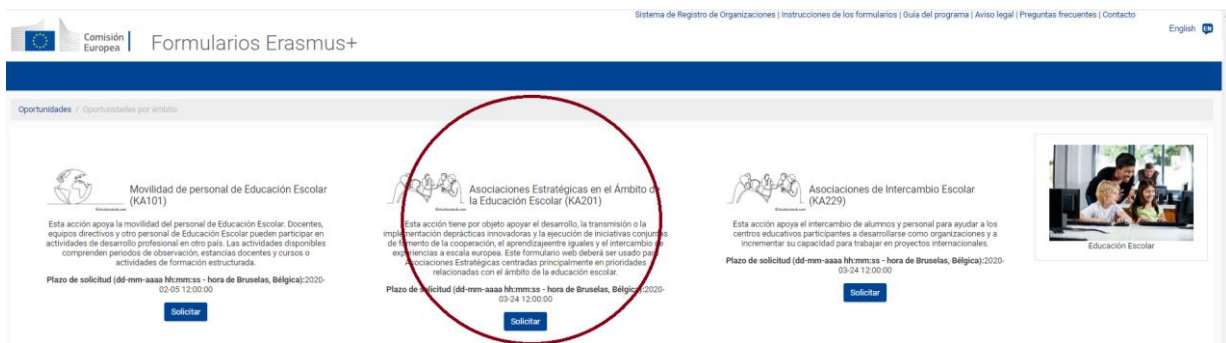 Sistema de Registro de Organizaciones | Instrucciones de los formularios | Guía del programa | Aviso legal | Preguntas frecuentes | Contacto
English EN
Comisión
Europea
Formularios Erasmus+
Oportunidades / Oportunidades por ámbito
Movilidad de personal de Educación Escolar
(KA101)
Esta acción apoya la movilidad del personal de Educación Escolar. Docentes,
equipos directivos y otro personal de Educación Escolar pueden participar en
actividades de desarrollo profesional en otro país. Las actividades disponibles
comprenden periodos de observación, estancias docentes y cursos o
actividades de formación estructurada.
Plazo de solicitud (dd-mm-aaaa hh:mm:ss - hora de Bruselas, Bélgica):2020-
02-05 12:00:00
Solicitar
Asociaciones Estratégicas en el Ámbito de
la Educación Escolar (KA201)
Esta acción tiene por objeto apoyar el desarrollo, la transmisión o la
implementación deprácticas innovadoras y la ejecución de iniciativas conjuntas
de fomento de la cooperación, el aprendizajeentre iguales y el intercambio de
experiencias a escala europea. Este formulario web deberá ser usado para
Asociaciones Estratégicas centradas principalmente en prioridades
relacionadas con el ámbito de la educación escolar.
Plazo de solicitud (dd-mm-aaaa hh:mm:ss - hora de Bruselas, Bélgica):2020-
03-24 12:00:00
Solicitar
Asociaciones de Intercambio Escolar
(KA229)
Esta acción apoya el intercambio de alumnos y personal para ayudar a los
centros educativos participantes a desarrollarse como organizaciones y a
incrementar su capacidad para trabajar en proyectos internacionales.
Plazo de solicitud (dd-mm-aaaa hh:mm:ss - hora de Bruselas, Bélgica):2020-
03-24 12:00:00
Solicitar
Educación Escolar